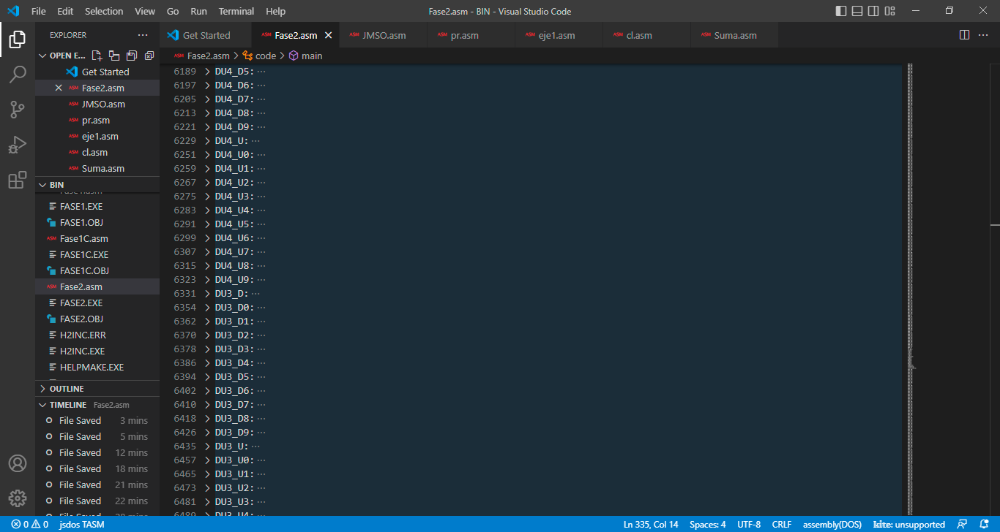 File Edit Selection View Go Run Terminal Help Fase2.asm - BIN - Visual Studio Code
EXPLORER
Get Started Fase2.asm JMSO.asm pr.asm eje1.asm cl.asm Suma.asm
OPEN E...
Get Started
Fase2.asm
JMSO.asm
pr.asm
eje1.asm
cl.asm
Suma.asm
BIN
FASE1.EXE
FASE1.OBJ
Fase1C.asm
FASE1C.EXE
FASE1C.OBJ
Fase2.asm
FASE2.EXE
FASE2.OBJ
H2INC.ERR
H2INC.EXE
HELPMAKE.EXE
OUTLINE
TIMELINE Fase2.asm
File Saved 3 mins
File Saved 5 mins
File Saved 12 mins
File Saved 18 mins
File Saved 21 mins
File Saved 22 mins
Fase2.asm > code > main
6189 > DU4_D5: ...
6197 > DU4_D6: ...
6205 > DU4_D7: ...
6213 > DU4_D8: ...
6221 > DU4_D9: ...
6229 > DU4_U: ...
6251 > DU4_U0: ...
6259 > DU4_U1: ...
6267 > DU4_U2: ...
6275 > DU4_U3: ...
6283 > DU4_U4: ...
6291 > DU4_U5: ...
6299 > DU4_U6: ...
6307 > DU4_U7: ...
6315 > DU4_U8: ...
6323 > DU4_U9: ...
6331 > DU3_D: ...
6354 > DU3_D0: ...
6362 > DU3_D1: ...
6370 > DU3_D2: ...
6378 > DU3_D3: ...
6386 > DU3_D4: ...
6394 > DU3_D5: ...
6402 > DU3_D6: ...
6410 > DU3_D7: ...
6418 > DU3_D8: ...
6426 > DU3_D9: ...
6435 > DU3_U: ...
6457 > DU3_U0: ...
6465 > DU3_U1: ...
6473 > DU3_U2: ...
6481 > DU3_U3: ...
6489 > DU3_U4: ...
0 0 jsdos TASM Ln 335, Col 14 Spaces: 4 UTF-8 CRLF assembly(DOS) kite: unsupported